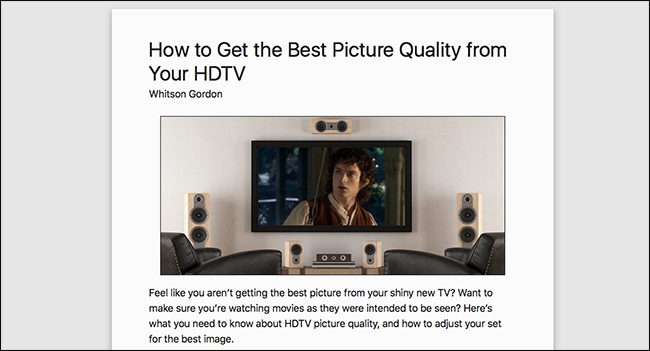 How to Get the Best Picture Quality from
Your HDTV
Whitson Gordon
Feel like you aren’t getting the best picture from your shiny new TV? Want to
make sure you’re watching movies as they were intended to be seen? Here’s
what you need to know about HDTV picture quality, and how to adjust your set
for the best image.